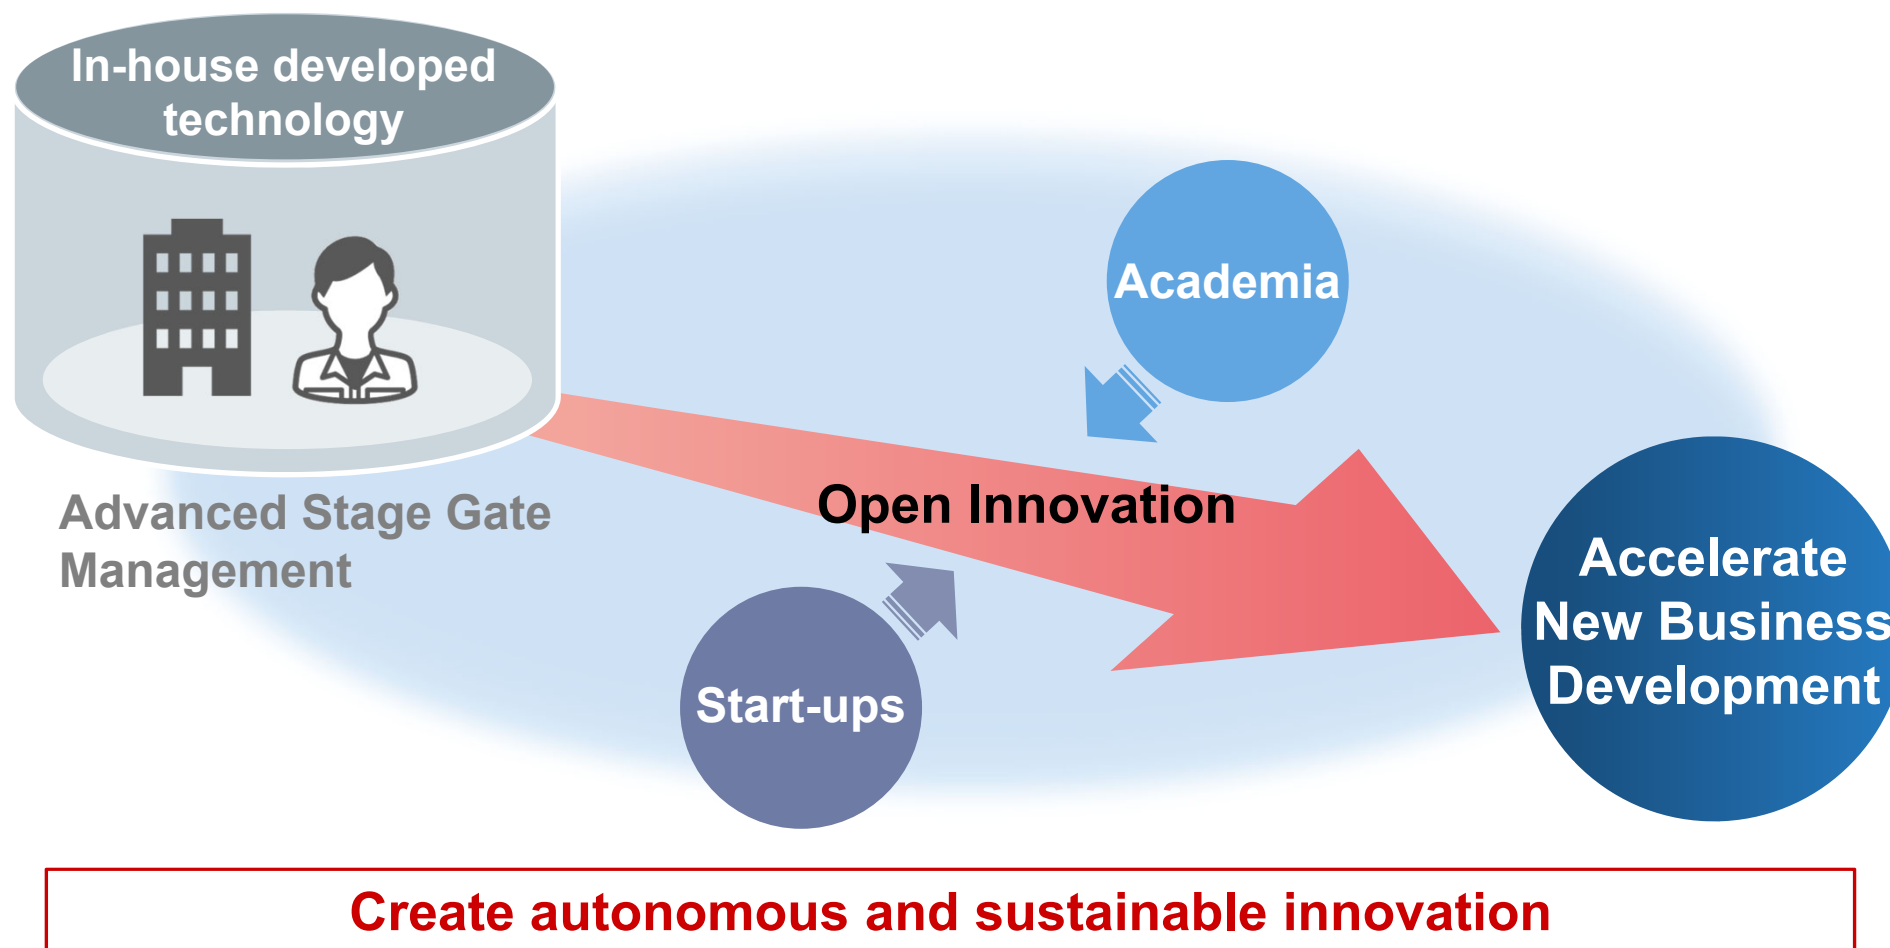 In-house developed
technology
Academia
Open Innovation
Advanced Stage Gate
Management
Start-ups
Accelerate
New Business
Development
Create autonomous and sustainable innovation